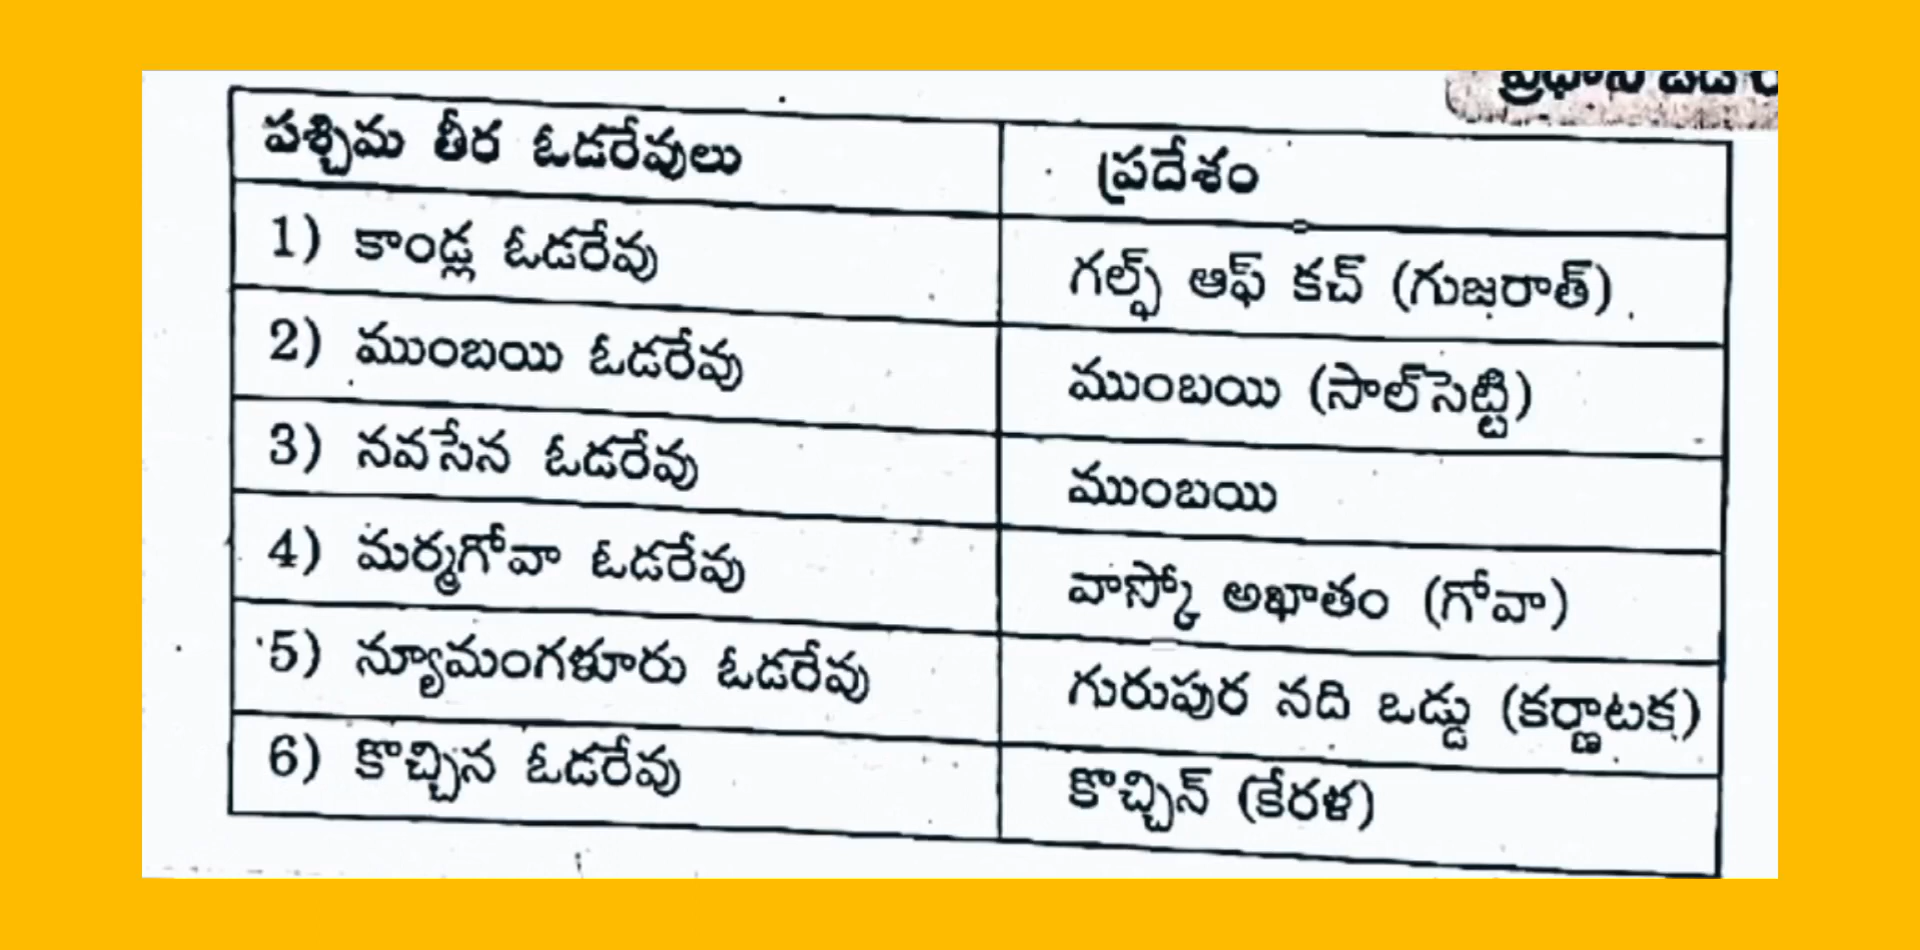 పశ్చిమ తీర ఓడరేవులు ప్రదేశం
1) కాండ్ల ఓడరేవు గల్ఫ్ ఆఫ్ కచ్ (గుజరాత్)
2) ముంబయి ఓడరేవు ముంబయి (సాల్‌సెట్టి)
3) నవసేన ఓడరేవు ముంబయి
4) మర్మగోవా ఓడరేవు వాస్కో అఖాతం (గోవా)
5) న్యూమంగళూరు ఓడరేవు గురుపుర నది ఒడ్డు (కర్ణాటక)
6) కొచ్చిన ఓడరేవు కొచ్చిన్ (కేరళ)